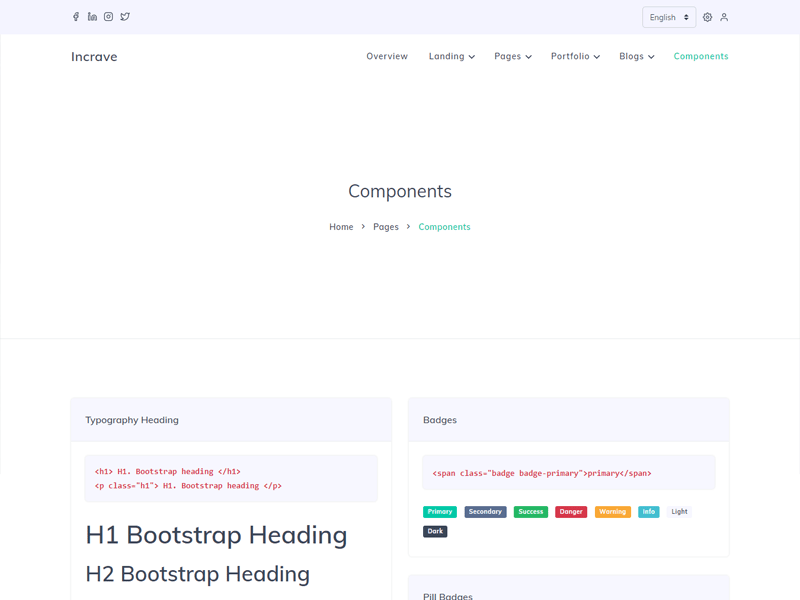 English
Incrave
Overview Landing Pages Portfolio Blogs Components
Components
Home > Pages > Components
Typography Heading
<h1> H1. Bootstrap heading </h1>
<p class="h1"> H1. Bootstrap heading </p>
H1 Bootstrap Heading
H2 Bootstrap Heading
Badges
<span class="badge badge-primary">primary</span>
Primary Secondary Success Danger Warning Info Light
Dark
Pill Badges